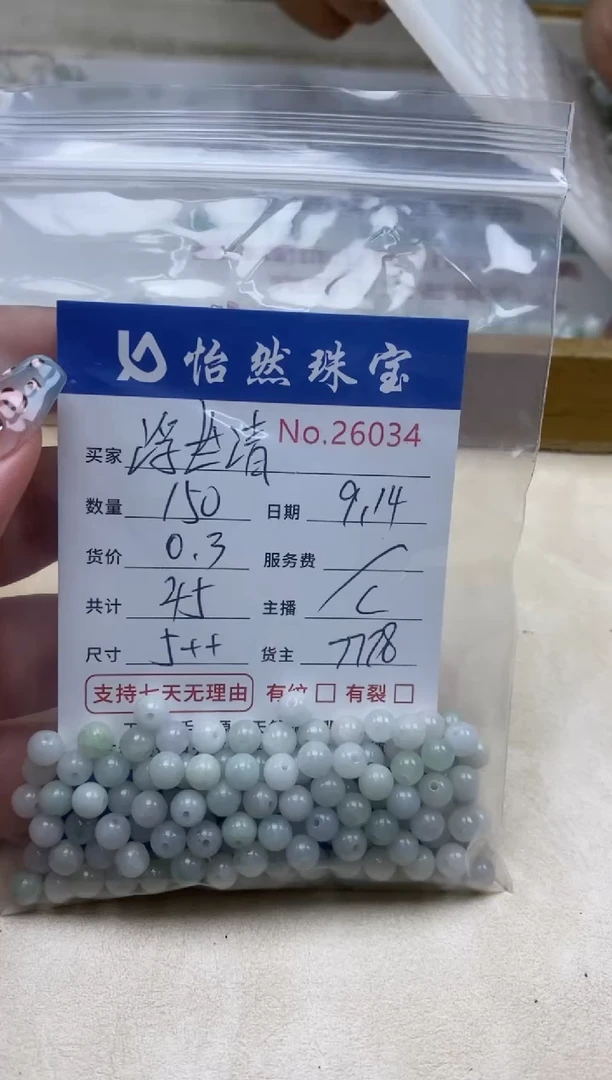 怡然珠宝
No.26034
买家
数量 150 日期 9.14
货价 0.3 服务费 /
共计 45 主播 C
尺寸 5++ 货主
支持七天无理由 有纹 □ 有裂 □